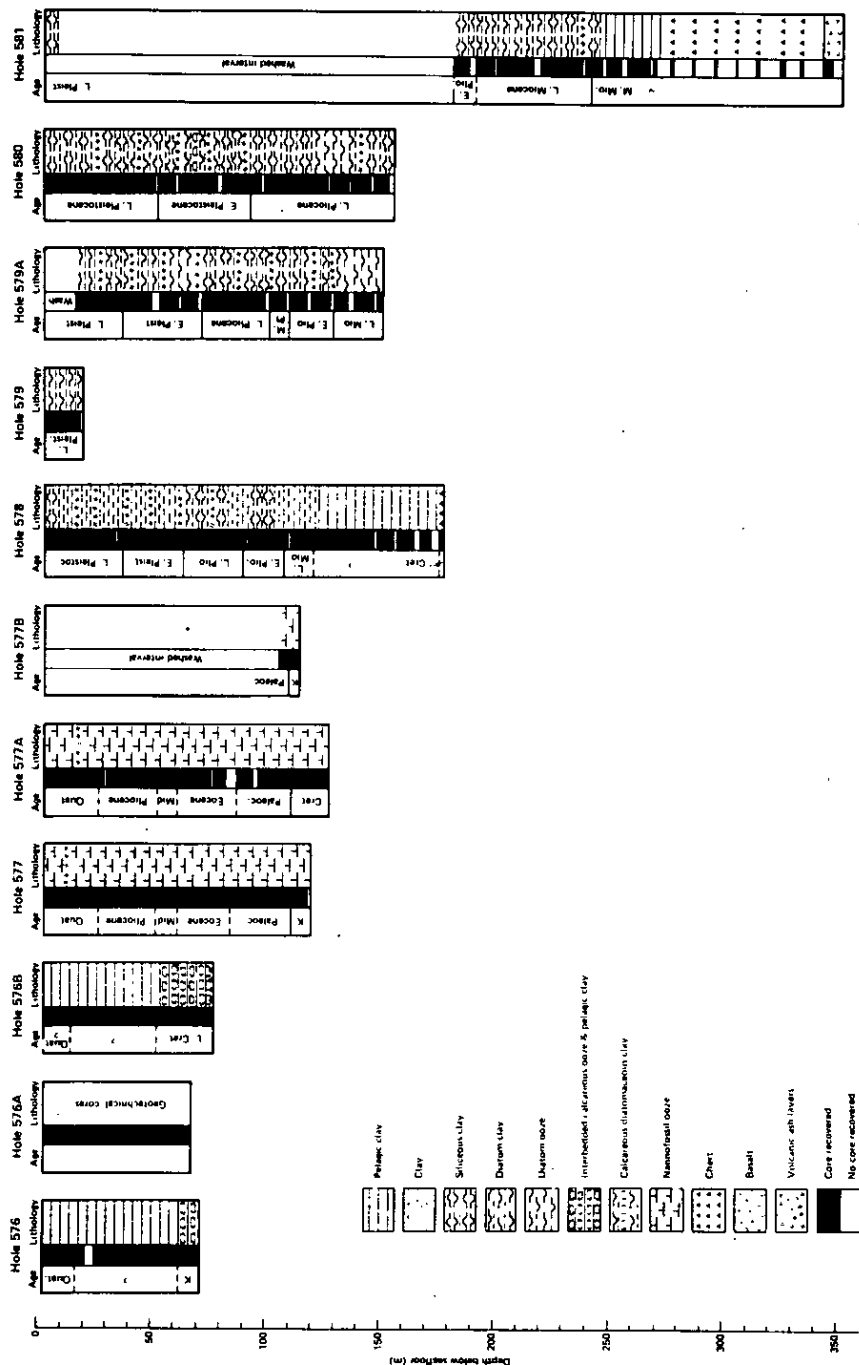 Hole 576
Age
Lithology
Quat.
?
K
Hole 576A
Age
Lithology
Geotechnical cores
Hole 576B
Age
Lithology
Quat
?
?
L. Cret
Hole 577
Age
Lithology
Quat
Pliocene
Mid
Eocene
Paleoc
K
Hole 577A
Age
Lithology
Quat
Pliocene
Mid
Eocene
Paleoc.
Cret
Hole 577B
Age
Lithology
Washed interval
Paleoc
K
Hole 578
Age
Lithology
L. Pleistoc
E. Pleist.
L. Plio
E. Plio.
L. Mio
Cret
Hole 579
Age
Lithology
L. Pleist.
Hole 579A
Age
Lithology
Wash
L. Pleist
E. Pleist.
L. Pliocene
M. Pl
E. Plio
L. Mio
Hole 580
Age
Lithology
L. Pleistocene
E. Pleistocene
L. Pliocene
Hole 581
Age
Lithology
Washed interval
L. Pleist
E. Plio.
L. Miocene
M. Mio.
Pelagic clay
Clay
Siliceous clay
Diatom clay
Diatom ooze
Interbedded calcareous ooze & pelagic clay
Calcareous diatomaceous clay
Nannofossil ooze
Chert
Basalt
Volcanic ash layers
Core recovered
No core recovered
0
50
100
150
200
250
300
350
Depth below seafloor (m)